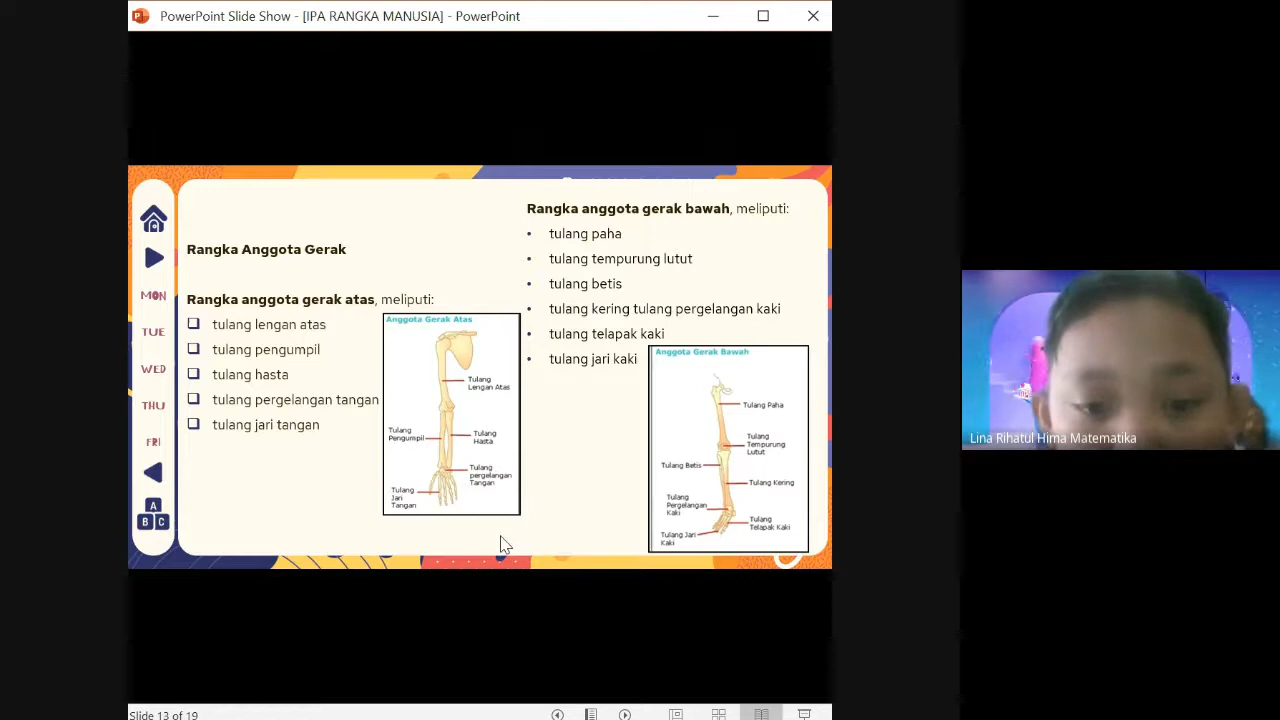 PowerPoint Slide Show - [IPA RANGKA MANUSIA] - PowerPoint
MON
TUE
WED
THU
FRI
A
B C
Rangka Anggota Gerak
Rangka anggota gerak atas, meliputi:
tulang lengan atas
tulang pengumpil
tulang hasta
tulang pergelangan tangan
tulang jari tangan
Anggota Gerak Atas
Tulang
Lengan Atas
Tulang
Pengumpil
Tulang
Hasta
Tulang
pergelangan
Tangan
Tulang
Jari
Tangan
Rangka anggota gerak bawah, meliputi:
• tulang paha
• tulang tempurung lutut
• tulang betis
• tulang kering tulang pergelangan kaki
• tulang telapak kaki
• tulang jari kaki
Anggota Gerak Bawah
Tulang Paha
Tulang
Tempurung
Lutut
Tulang Betis
Tulang Kering
Tulang
Pergelangan
Kaki
Tulang
Telapak Kaki
Tulang Jari
Kaki
Lina Rihatul Hima Matematika
Slide 13 of 19